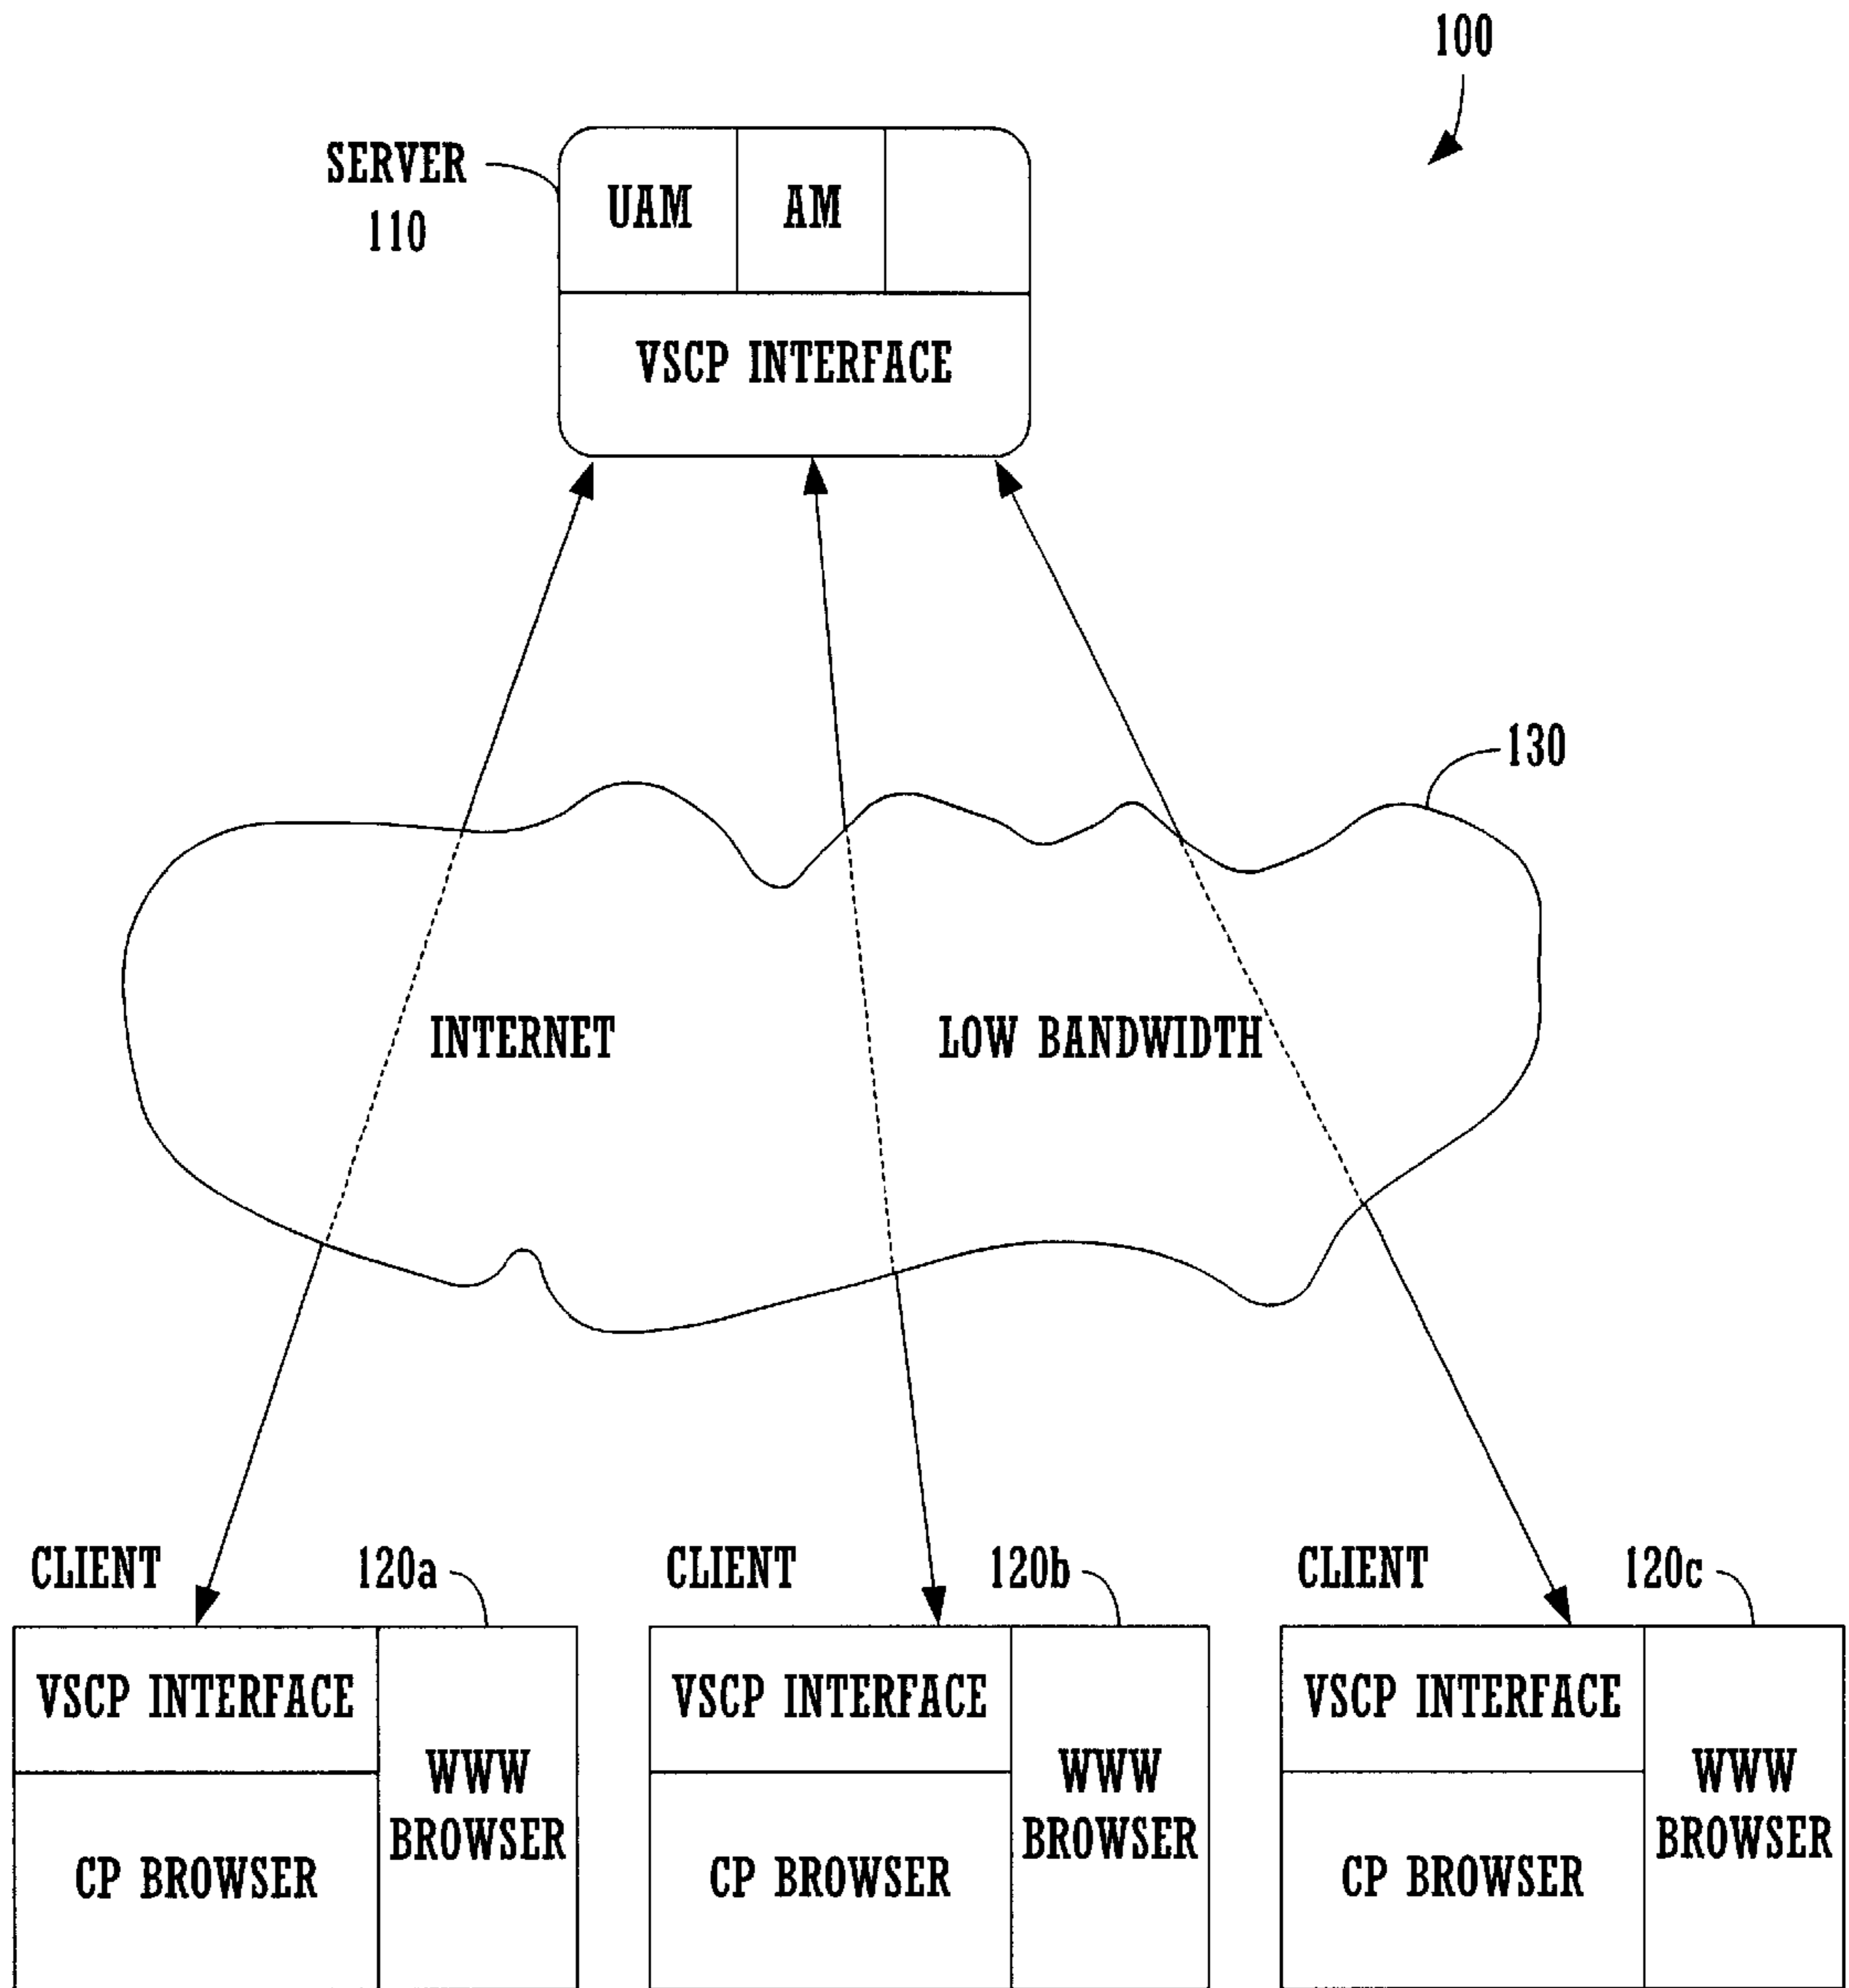 100
SERVER
110
UAM
AM
VSCP INTERFACE
130
INTERNET
LOW BANDWIDTH
CLIENT
120a
CLIENT
120b
CLIENT
120c
VSCP INTERFACE
WWW
BROWSER
CP BROWSER
VSCP INTERFACE
WWW
BROWSER
CP BROWSER
VSCP INTERFACE
WWW
BROWSER
CP BROWSER